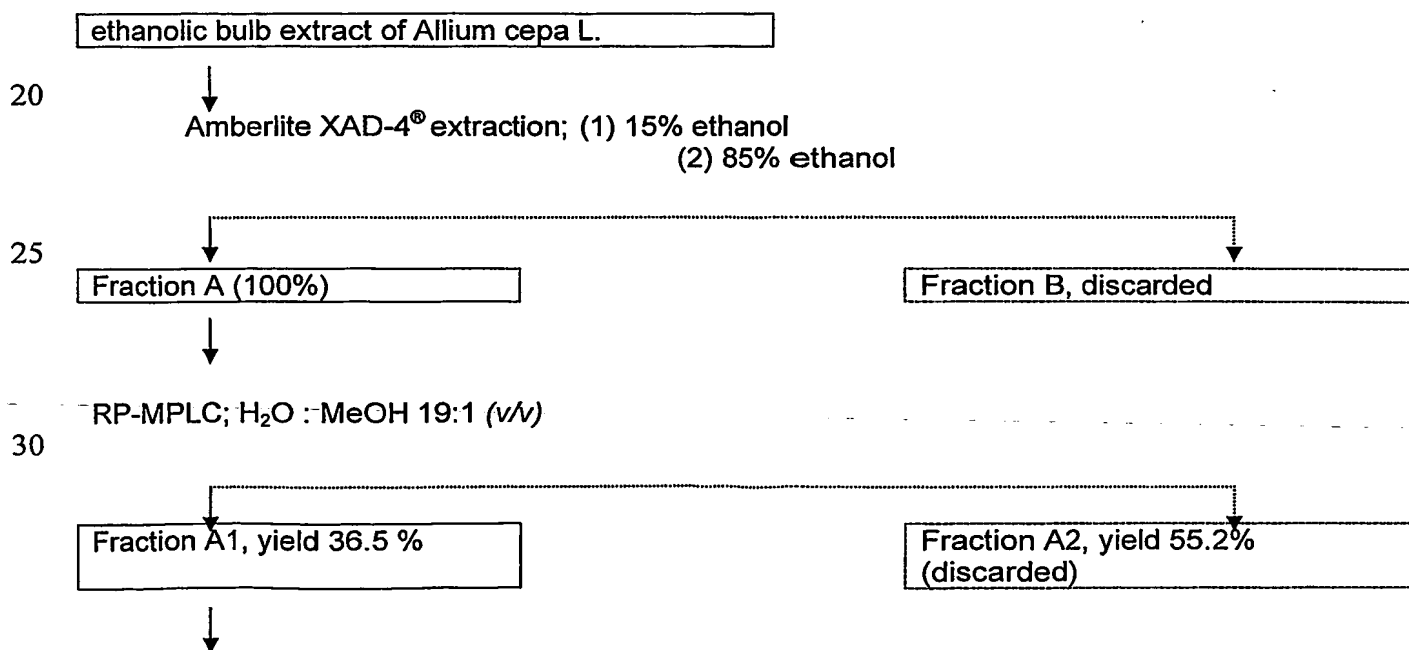 ethanolic bulb extract of Allium cepa L.
20
Amberlite XAD-4® extraction; (1) 15% ethanol
(2) 85% ethanol
25
Fraction A (100%)
Fraction B, discarded
RP-MPLC; H₂O : MeOH 19:1 (v/v)
30
Fraction A1, yield 36.5 %
Fraction A2, yield 55.2%
(discarded)